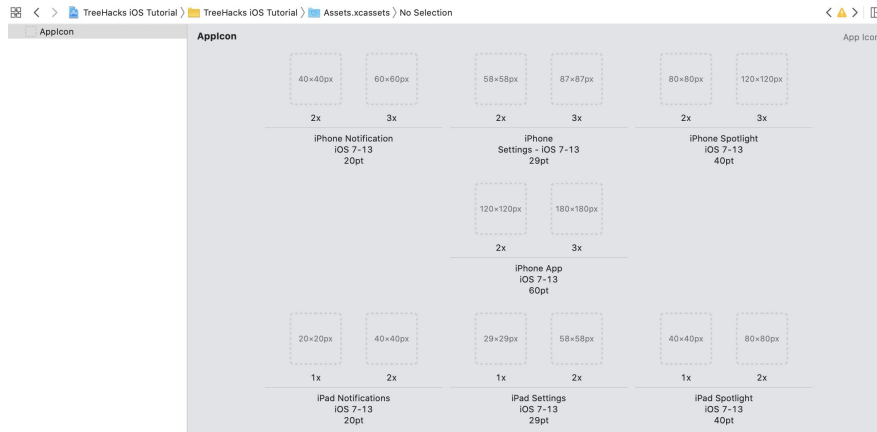 TreeHacks iOS Tutorial TreeHacks iOS Tutorial Assets.xcassets No Selection
AppIcon
AppIcon
App Icon
40×40px 60×60px 58×58px 87×87px 80×80px 120×120px
2x 3x 2x 3x 2x 3x
iPhone Notification iPhone iPhone Spotlight
iOS 7-13 Settings - iOS 7-13 iOS 7-13
20pt 29pt 40pt
120×120px 180×180px
2x 3x
iPhone App
iOS 7-13
60pt
20×20px 40×40px 29×29px 58×58px 40×40px 80×80px
1x 2x 1x 2x 1x 2x
iPad Notifications iPad Settings iPad Spotlight
iOS 7-13 iOS 7-13 iOS 7-13
20pt 29pt 40pt